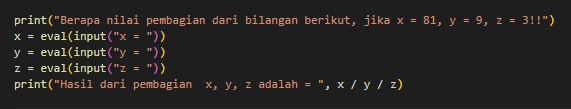 print("Berapa nilai pembagian dari bilangan berikut, jika x = 81, y = 9, z = 3!!")
x = eval(input("x = "))
y = eval(input("y = "))
z = eval(input("z = "))
print("Hasil dari pembagian  x, y, z adalah = ", x / y / z)